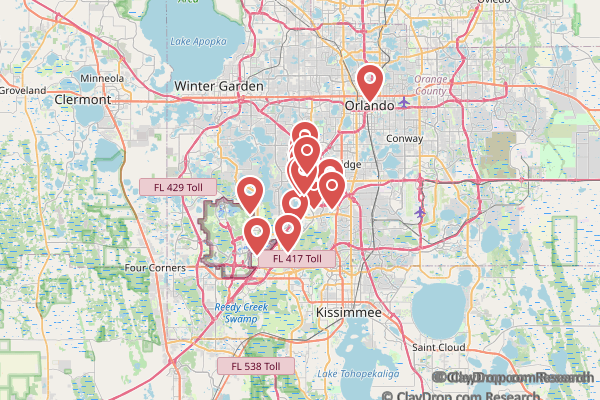 Oviedo
Lake Apopka
Orange
County
Minneola
Winter Garden
Groveland
Clermont
Orlando
Conway
FL 429 Toll
FL 417 Toll
Four Corners
Reedy Creek
Swamp
Kissimmee
Saint Cloud
FL 538 Toll
Lake Tohopekaliga
© ClayDrop.com Research
© ClayDrop.com Research